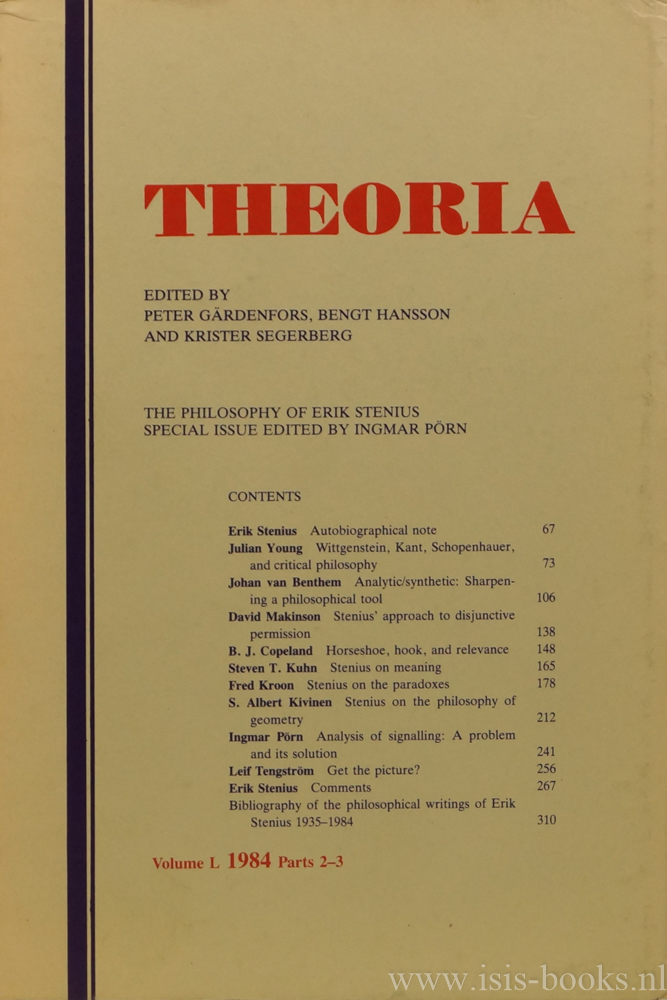 THEORIA
EDITED BY
PETER GÄRDENFORS, BENGT HANSSON
AND KRISTER SEGERBERG
THE PHILOSOPHY OF ERIK STENIUS
SPECIAL ISSUE EDITED BY INGMAR PÖRN
CONTENTS
Erik Stenius Autobiographical note 67
Julian Young Wittgenstein, Kant, Schopenhauer,
and critical philosophy 73
Johan van Benthem Analytic/synthetic: Sharpen-
ing a philosophical tool 106
David Makinson Stenius' approach to disjunctive
permission 138
B. J. Copeland Horseshoe, hook, and relevance 148
Steven T. Kuhn Stenius on meaning 165
Fred Kroon Stenius on the paradoxes 178
S. Albert Kivinen Stenius on the philosophy of
geometry 212
Ingmar Pörn Analysis of signalling: A problem
and its solution 241
Leif Tengström Get the picture? 256
Erik Stenius Comments 267
Bibliography of the philosophical writings of Erik
Stenius 1935–1984 310
Volume L 1984 Parts 2–3
www.isis-books.nl